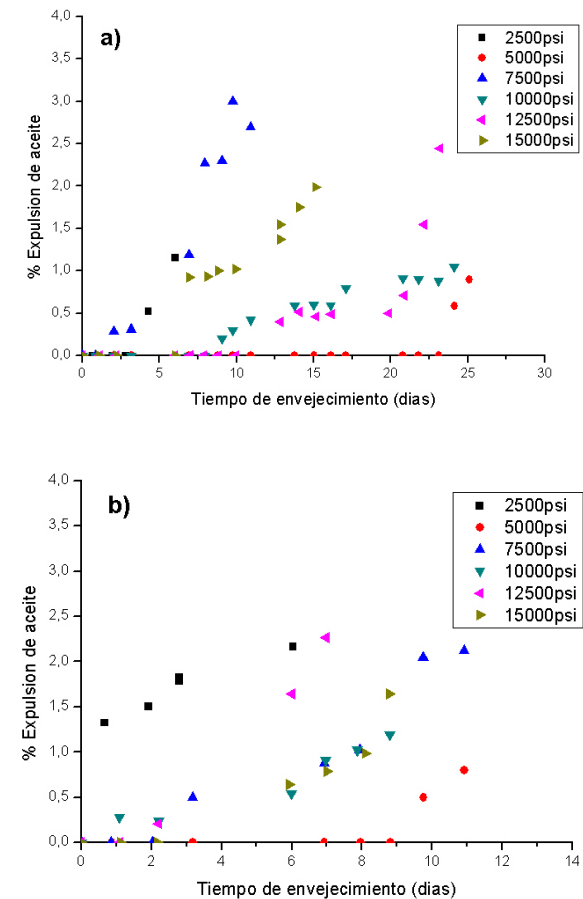 a)
4,0
3,5
3,0
2,5
2,0
1,5
1,0
0,5
0,0
% Expulsion de aceite
2500psi
5000psi
7500psi
10000psi
12500psi
15000psi
0 5 10 15 20 25 30
Tiempo de envejecimiento (dias)
b)
4,0
3,5
3,0
2,5
2,0
1,5
1,0
0,5
0,0
% Expulsion de aceite
2500psi
5000psi
7500psi
10000psi
12500psi
15000psi
0 2 4 6 8 10 12 14
Tiempo de envejecimiento (dias)